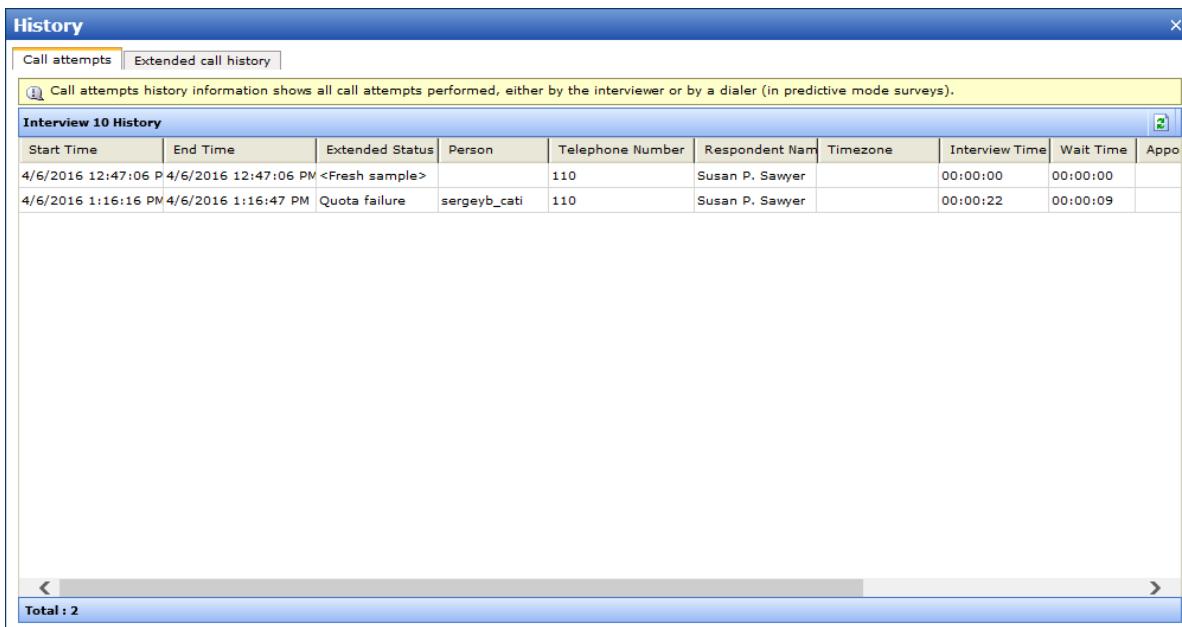 History
Call attempts Extended call history
Call attempts history information shows all call attempts performed, either by the interviewer or by a dialer (in predictive mode surveys).
Interview 10 History
Start Time End Time Extended Status Person Telephone Number Respondent Nam Timezone Interview Time Wait Time Appo
4/6/2016 12:47:06 P 4/6/2016 12:47:06 PM <Fresh sample> 110 Susan P. Sawyer 00:00:00 00:00:00
4/6/2016 1:16:16 PM 4/6/2016 1:16:47 PM Quota failure sergeyb_cati 110 Susan P. Sawyer 00:00:22 00:00:09
Total : 2